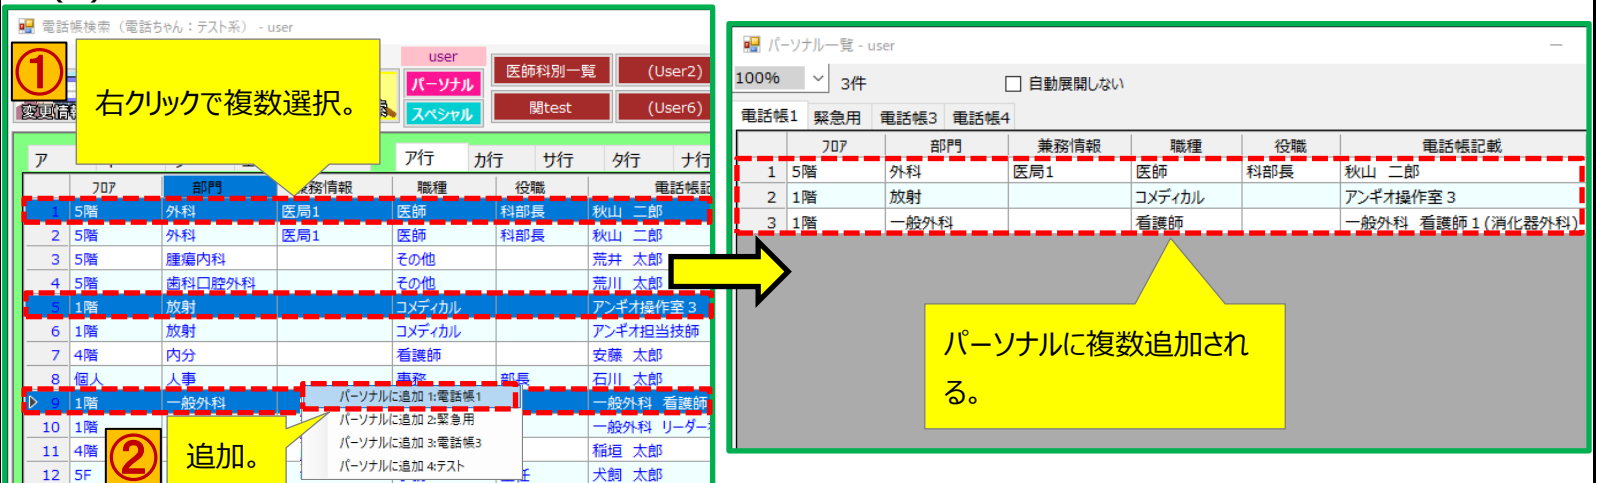 電話帳検索（電話ちゃん：テスト系） - user
①
右クリックで複数選択。
変更情
user
パーソナル
スペシャル
医師科別一覧
(User2)
関test
(User6)
ア
ア行 カ行 サ行 タ行 ナ行
フロア 部門 兼務情報 職種 役職 電話帳記
1 5階 外科 医局1 医師 科部長 秋山 二郎
2 5階 外科 医局1 医師 科部長 秋山 二郎
3 5階 腫瘍内科 その他 荒井 太郎
4 5階 歯科口腔外科 その他 荒川 太郎
5 1階 放射 コメディカル アンギオ操作室３
6 1階 放射 コメディカル アンギオ担当技師
7 4階 内分 看護師 安藤 太郎
8 個人 人事 事務 部長 石川 太郎
9 1階 一般外科 一般外科 看護師
10 1階 一般外科 リーダー
11 4階 稲垣 太郎
12 5F 主任 犬飼 太郎
パーソナルに追加 1:電話帳1
パーソナルに追加 2:緊急用
パーソナルに追加 3:電話帳3
パーソナルに追加 4:テスト
②
追加。
パーソナル一覧 - user
100% 3件 自動展開しない
電話帳1 緊急用 電話帳3 電話帳4
フロア 部門 兼務情報 職種 役職 電話帳記載
1 5階 外科 医局1 医師 科部長 秋山 二郎
2 1階 放射 コメディカル アンギオ操作室３
3 1階 一般外科 看護師 一般外科 看護師１(消化器外科)
パーソナルに複数追加され
る。